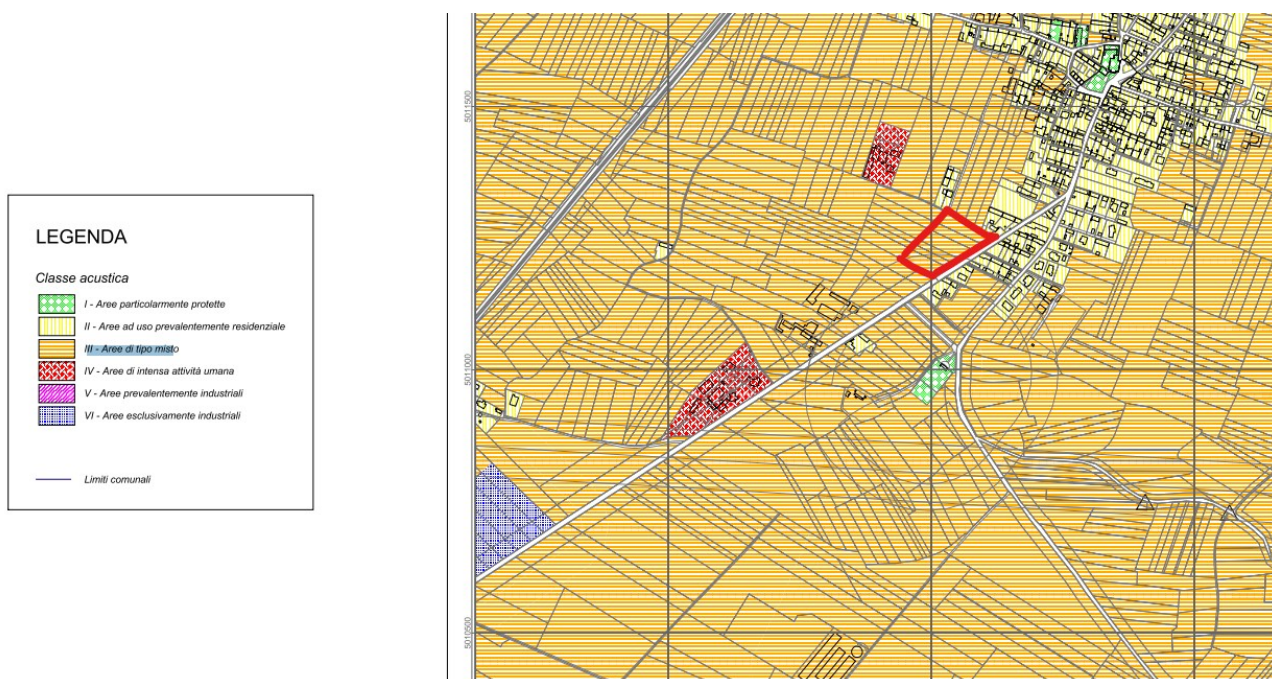 LEGENDA
Classe acustica
I - Aree particolarmente protette
II - Aree ad uso prevalentemente residenziale
III - Aree di tipo misto
IV - Aree di intensa attività umana
V - Aree prevalentemente industriali
VI - Aree esclusivamente industriali
Limiti comunali
5011500
5011000
5010500